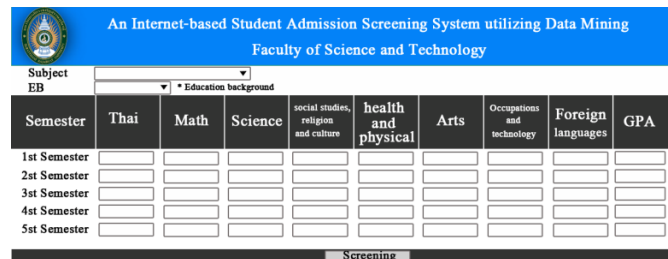 An Internet-based Student Admission Screening System utilizing Data Mining
Faculty of Science and Technology
Subject
EB * Education background
Semester Thai Math Science social studies, religion and culture health and physical Arts Occupations and technology Foreign languages GPA
1st Semester
2st Semester
3st Semester
4st Semester
5st Semester
Screening